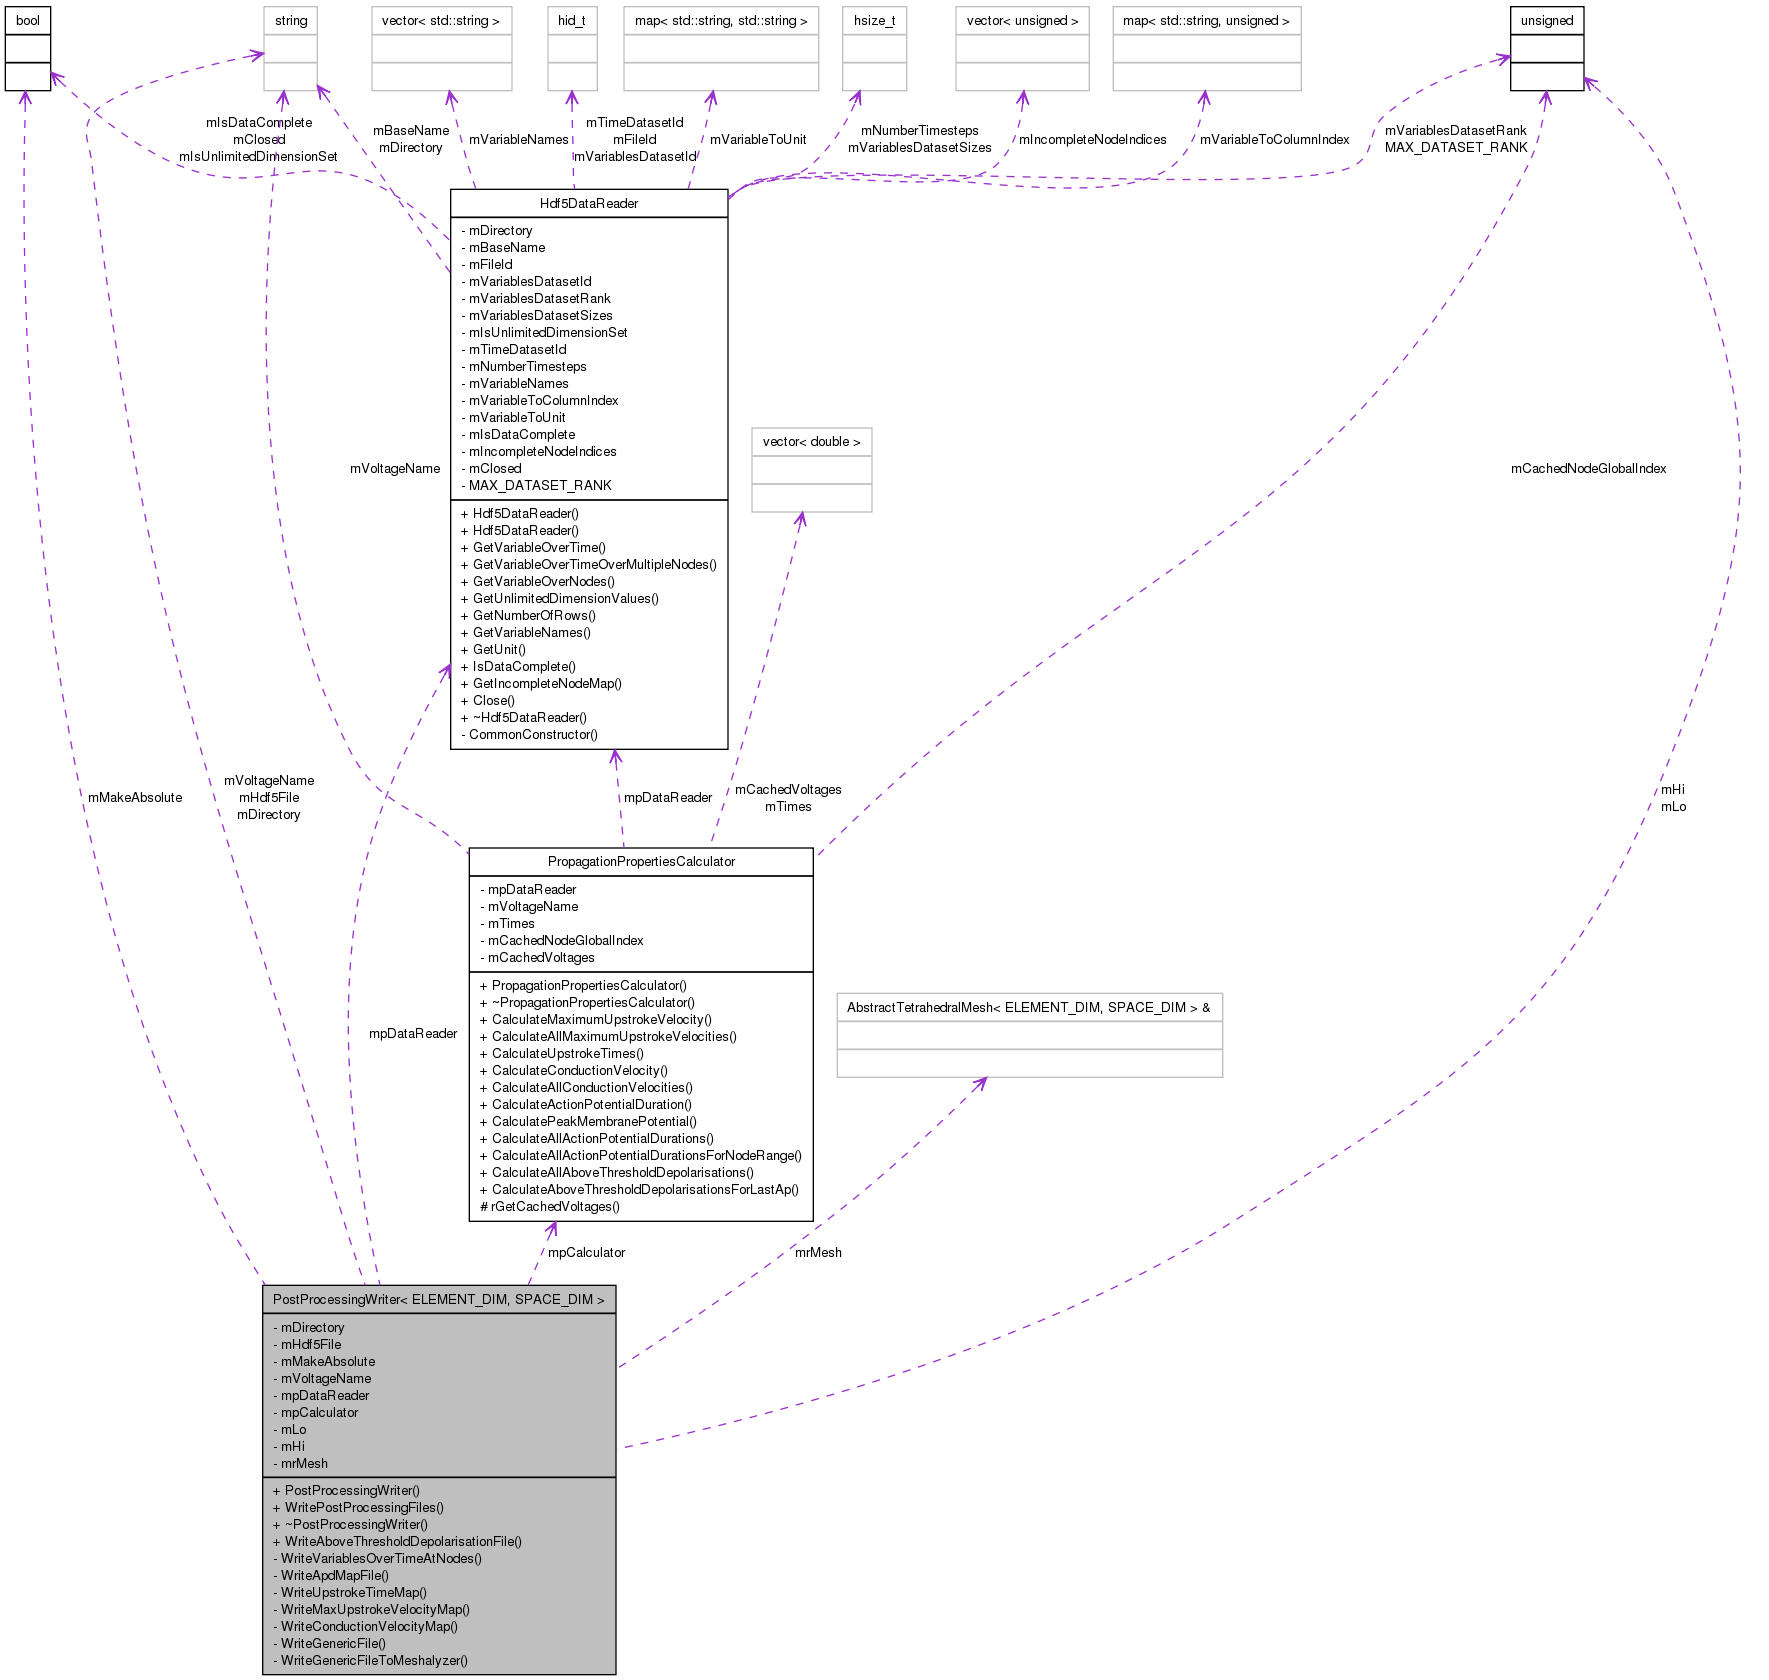 bool
string
vector< std::string >
hid_t
map< std::string, std::string >
hsize_t
vector< unsigned >
map< std::string, unsigned >
unsigned
mIsDataComplete
mClosed
mIsUnlimitedDimensionSet
mBaseName
mDirectory
mVariableNames
mTimeDatasetId
mFileId
mVariablesDatasetId
mVariableToUnit
mNumberTimesteps
mVariablesDatasetSizes
mIncompleteNodeIndices
mVariableToColumnIndex
mVariablesDatasetRank
MAX_DATASET_RANK
Hdf5DataReader
- mDirectory
- mBaseName
- mFileId
- mVariablesDatasetId
- mVariablesDatasetRank
- mVariablesDatasetSizes
- mIsUnlimitedDimensionSet
- mTimeDatasetId
- mNumberTimesteps
- mVariableNames
- mVariableToColumnIndex
- mVariableToUnit
- mIsDataComplete
- mIncompleteNodeIndices
- mClosed
- MAX_DATASET_RANK
+ Hdf5DataReader()
+ Hdf5DataReader()
+ GetVariableOverTime()
+ GetVariableOverTimeOverMultipleNodes()
+ GetVariableOverNodes()
+ GetUnlimitedDimensionValues()
+ GetNumberOfRows()
+ GetVariableNames()
+ GetUnit()
+ IsDataComplete()
+ GetIncompleteNodeMap()
+ Close()
+ ~Hdf5DataReader()
- CommonConstructor()
vector< double >
mVoltageName
mCachedNodeGlobalIndex
mMakeAbsolute
mVoltageName
mHdf5File
mDirectory
mpDataReader
mCachedVoltages
mTimes
mHi
mLo
PropagationPropertiesCalculator
- mpDataReader
- mVoltageName
- mTimes
- mCachedNodeGlobalIndex
- mCachedVoltages
+ PropagationPropertiesCalculator()
+ ~PropagationPropertiesCalculator()
+ CalculateMaximumUpstrokeVelocity()
+ CalculateAllMaximumUpstrokeVelocities()
+ CalculateUpstrokeTimes()
+ CalculateConductionVelocity()
+ CalculateAllConductionVelocities()
+ CalculateActionPotentialDuration()
+ CalculatePeakMembranePotential()
+ CalculateAllActionPotentialDurations()
+ CalculateAllActionPotentialDurationsForNodeRange()
+ CalculateAllAboveThresholdDepolarisations()
+ CalculateAboveThresholdDepolarisationsForLastAp()
# rGetCachedVoltages()
AbstractTetrahedralMesh< ELEMENT_DIM, SPACE_DIM > &
mpDataReader
mpCalculator
mrMesh
PostProcessingWriter< ELEMENT_DIM, SPACE_DIM >
- mDirectory
- mHdf5File
- mMakeAbsolute
- mVoltageName
- mpDataReader
- mpCalculator
- mLo
- mHi
- mrMesh
+ PostProcessingWriter()
+ WritePostProcessingFiles()
+ ~PostProcessingWriter()
+ WriteAboveThresholdDepolarisationFile()
- WriteVariablesOverTimeAtNodes()
- WriteApdMapFile()
- WriteUpstrokeTimeMap()
- WriteMaxUpstrokeVelocityMap()
- WriteConductionVelocityMap()
- WriteGenericFile()
- WriteGenericFileToMeshalyzer()